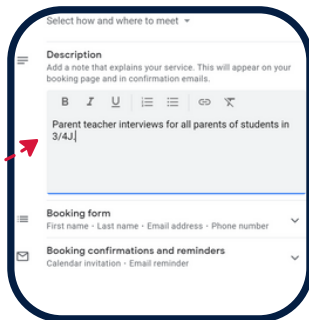 Select how and where to meet
Description
Add a note that explains your service. This will appear on your
booking page and in confirmation emails.
B I U
Parent teacher interviews for all parents of students in
3/4J.
Booking form
First name · Last name · Email address · Phone number
Booking confirmations and reminders
Calendar invitation · Email reminder